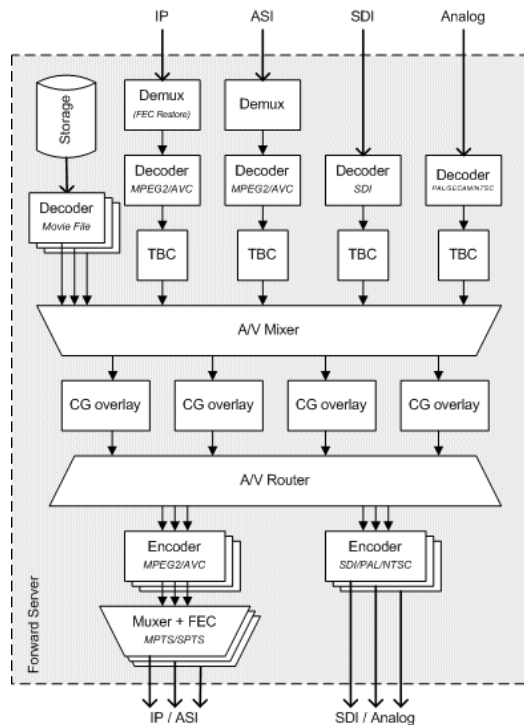 IP
ASI
SDI
Analog
Storage
Demux
(FEC Restore)
Demux
Decoder
MPEG2/AVC
Decoder
MPEG2/AVC
Decoder
SDI
Decoder
PAL/SECAM/NTSC
Decoder
Movie File
TBC
TBC
TBC
TBC
A/V Mixer
CG overlay
CG overlay
CG overlay
CG overlay
A/V Router
Encoder
MPEG2/AVC
Encoder
SDI/PAL/NTSC
Muxer + FEC
MPTS/SPTS
Forward Server
IP / ASI
SDI / Analog